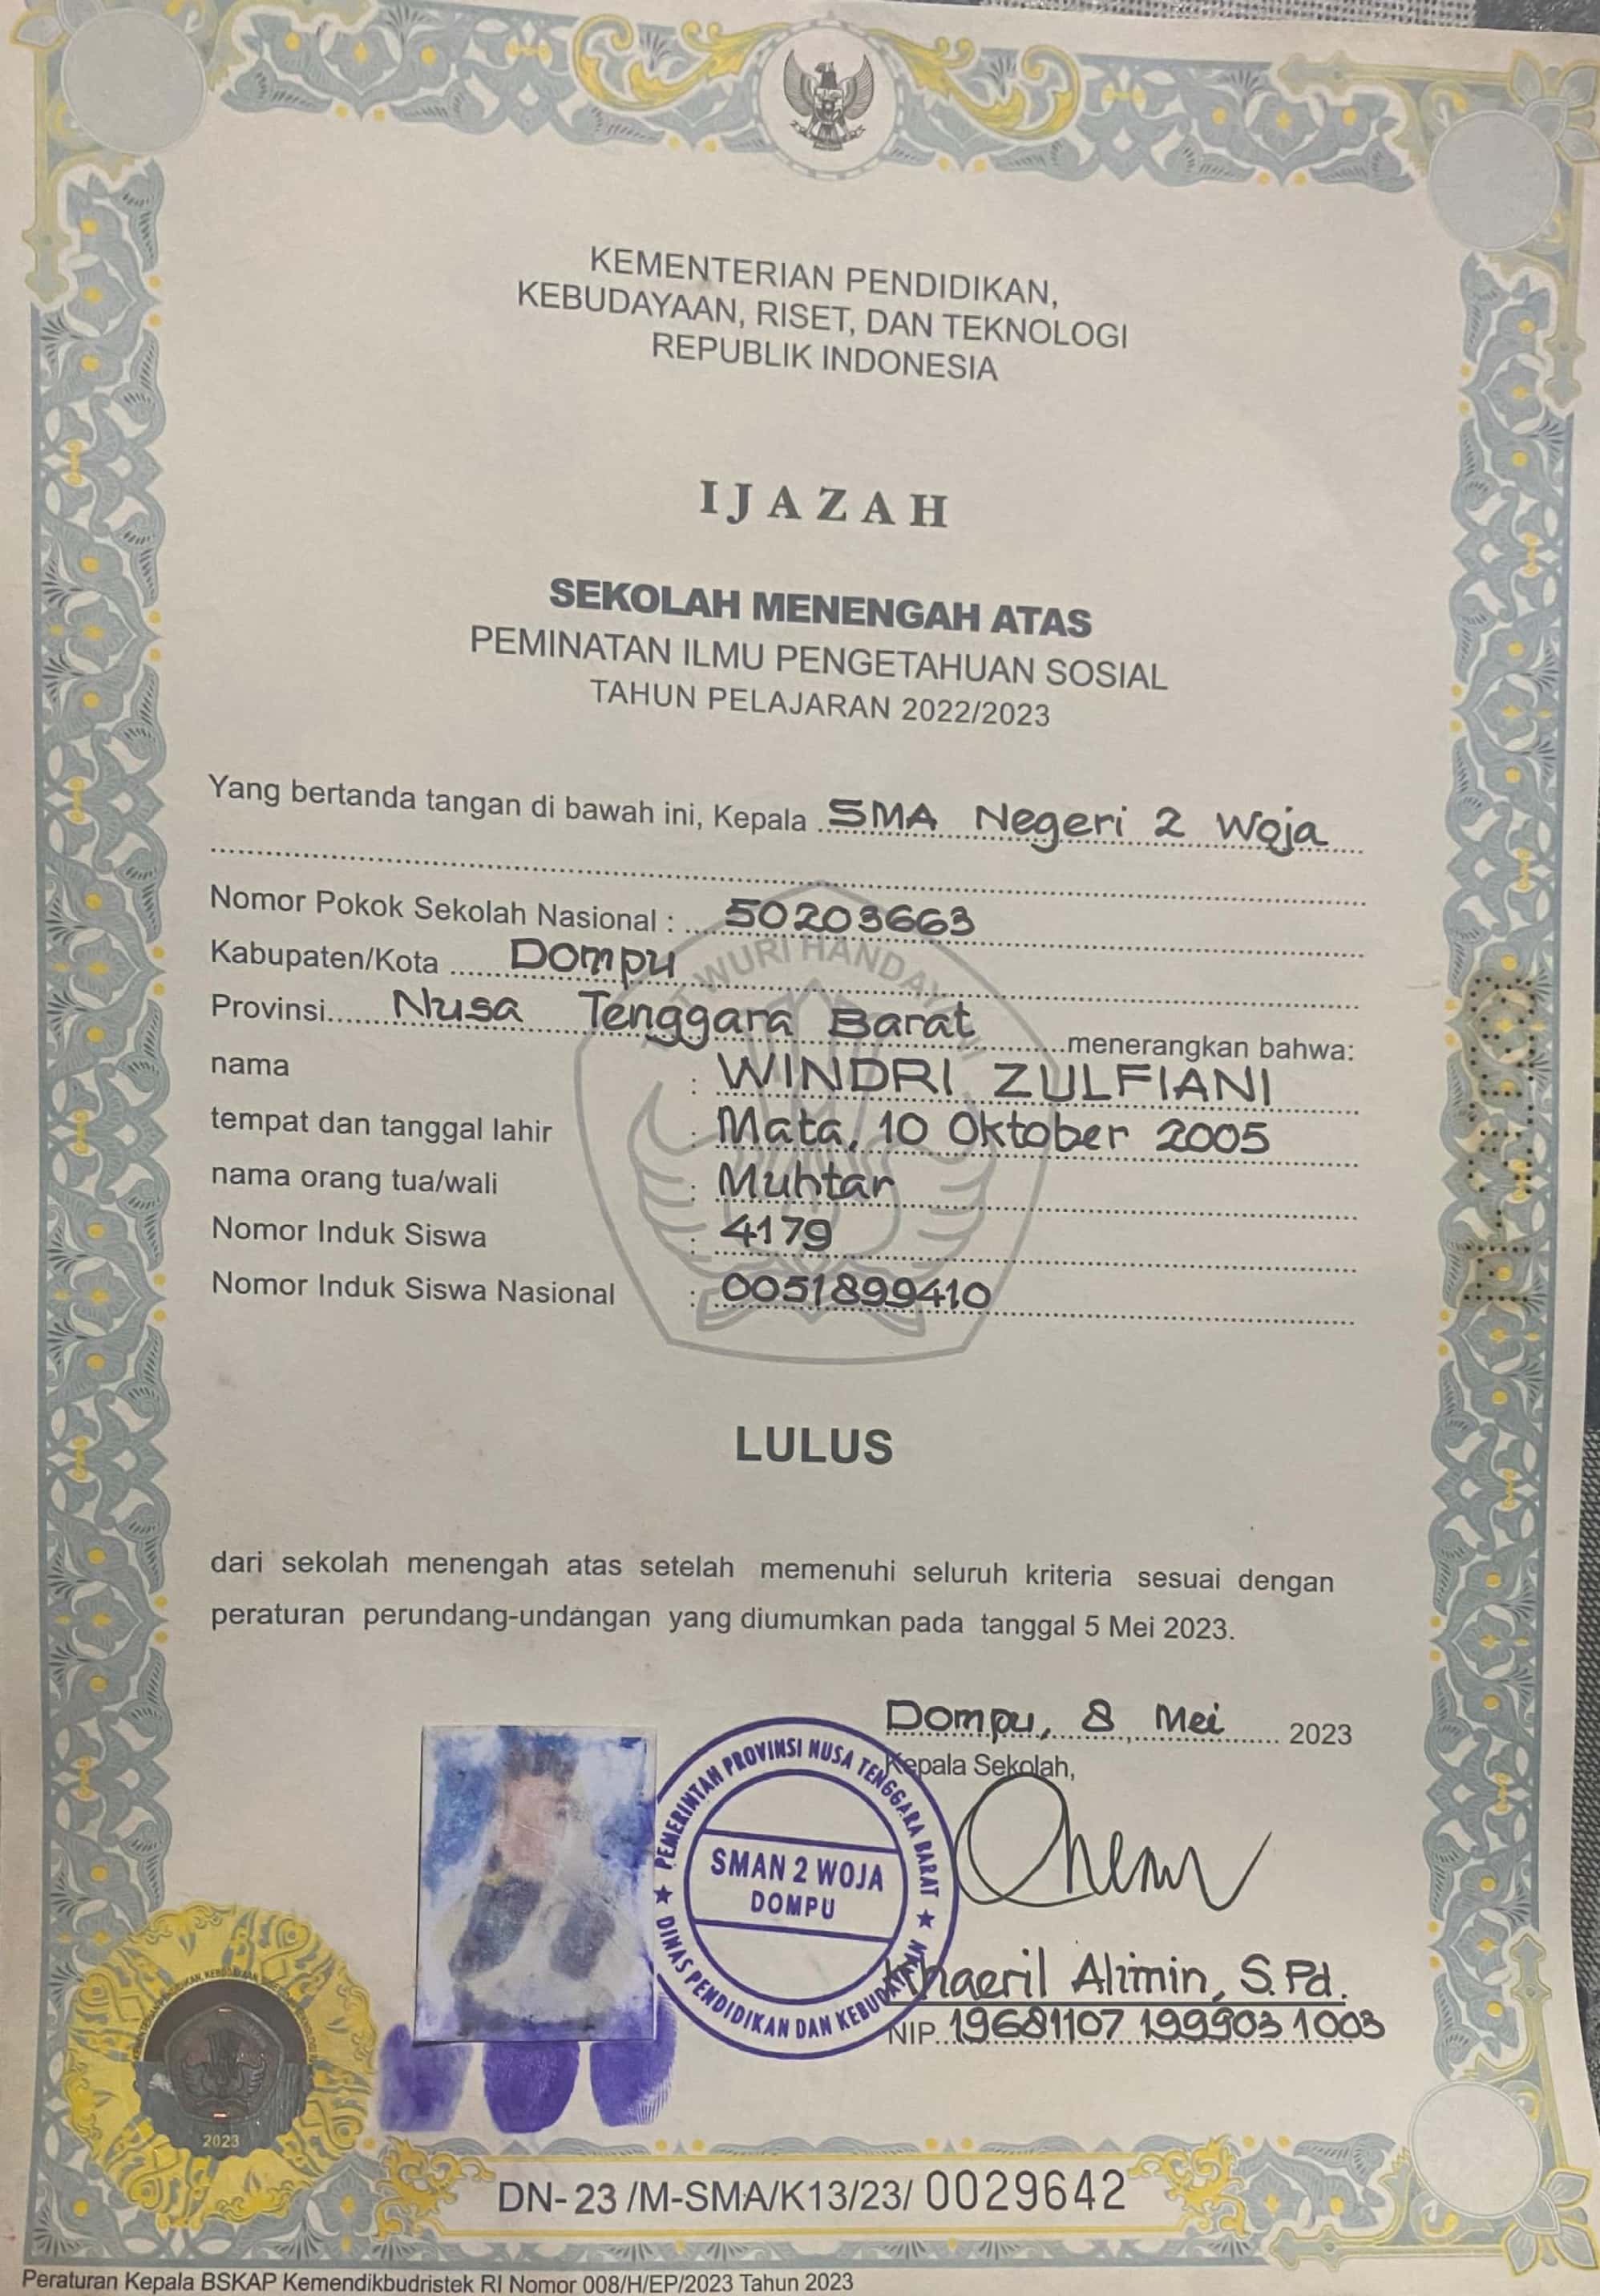 KEMENTERIAN PENDIDIKAN,
KEBUDAYAAN, RISET, DAN TEKNOLOGI
REPUBLIK INDONESIA
IJAZAH
SEKOLAH MENENGAH ATAS
PEMINATAN ILMU PENGETAHUAN SOSIAL
TAHUN PELAJARAN 2022/2023
Yang bertanda tangan di bawah ini, Kepala SMA Negeri 2 Woja
Nomor Pokok Sekolah Nasional : 50203663
Kabupaten/Kota Dompu
Provinsi Nusa Tenggara Barat menerangkan bahwa:
nama : WINDRI ZULFIANI
tempat dan tanggal lahir : Mata, 10 Oktober 2005
nama orang tua/wali : Muhtar
Nomor Induk Siswa : 4179
Nomor Induk Siswa Nasional : 0051899410
WURI HANDAYANI
LULUS
dari sekolah menengah atas setelah memenuhi seluruh kriteria sesuai dengan
peraturan perundang-undangan yang diumumkan pada tanggal 5 Mei 2023.
Dompu, 8 Mei 2023
Kepala Sekolah,
PEMERINTAH PROVINSI NUSA TENGGARA BARAT
SMAN 2 WOJA
DOMPU
DINAS PENDIDIKAN DAN KEBUDAYAAN
Khaeril Alimin, S.Pd.
NIP. 19681107 199903 1 003
2023
DN-23 /M-SMA/K13/23/ 0029642
Peraturan Kepala BSKAP Kemendikbudristek RI Nomor 008/H/EP/2023 Tahun 2023